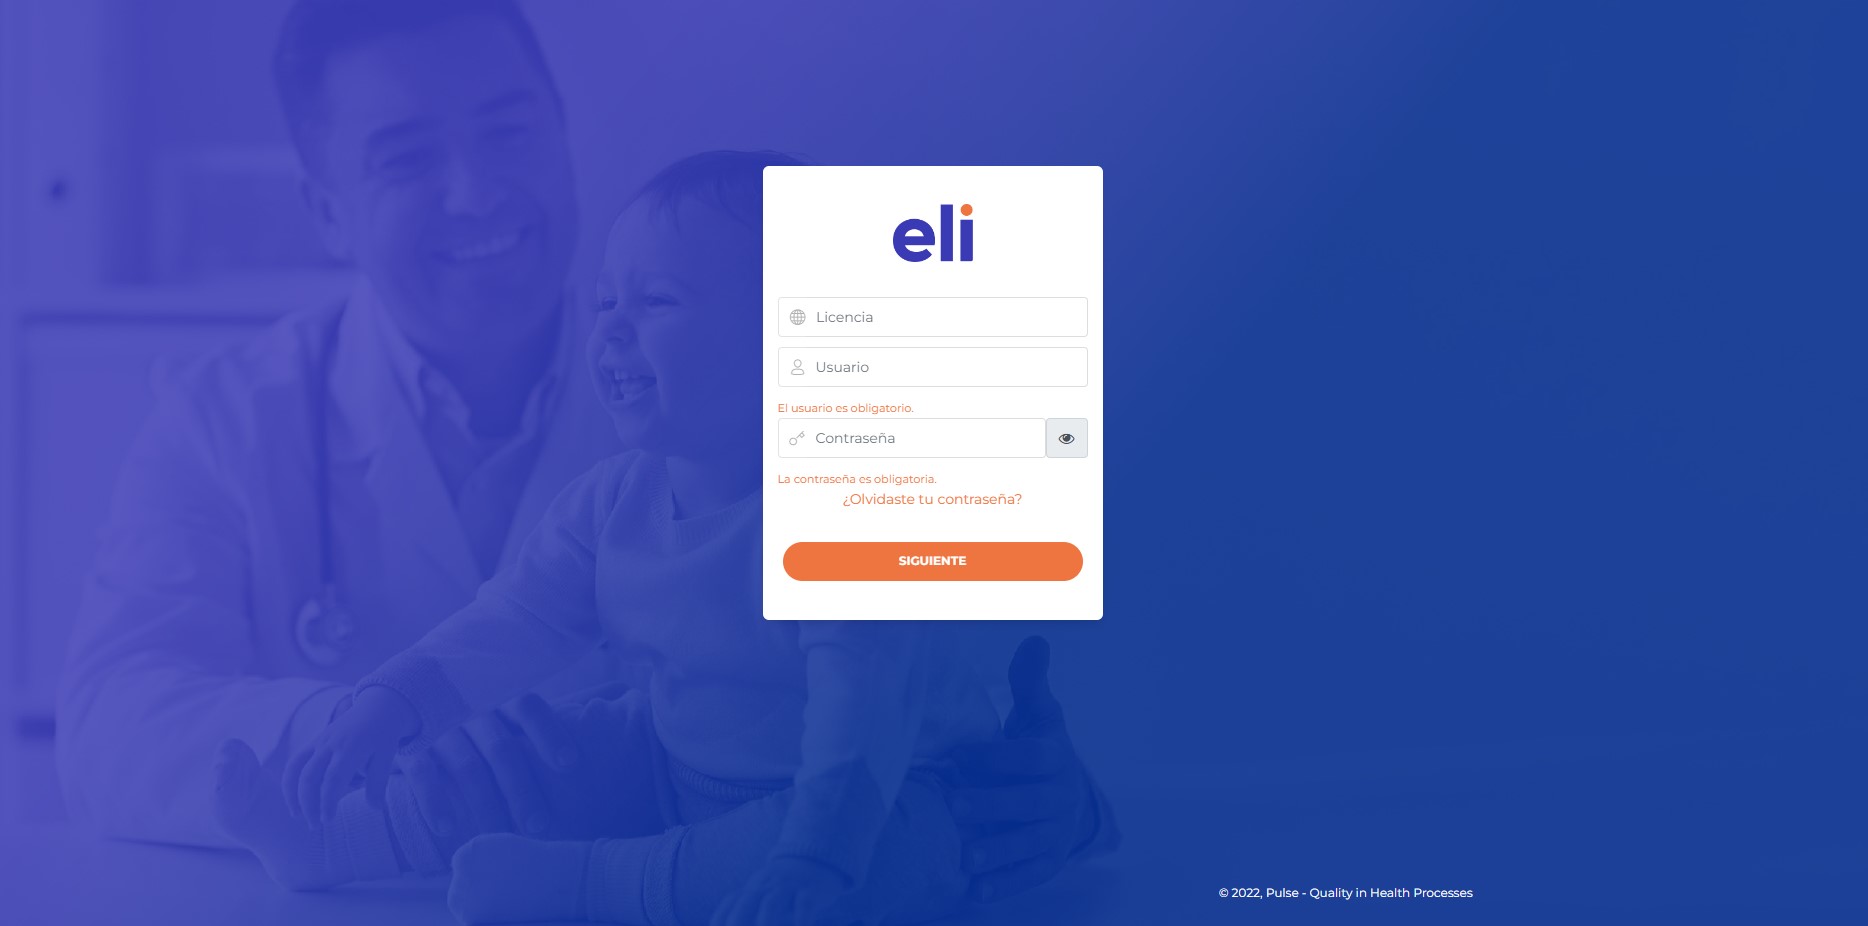 eli
Licencia
Usuario
El usuario es obligatorio.
Contraseña
La contraseña es obligatoria.
¿Olvidaste tu contraseña?
SIGUIENTE
© 2022, Pulse - Quality in Health Processes